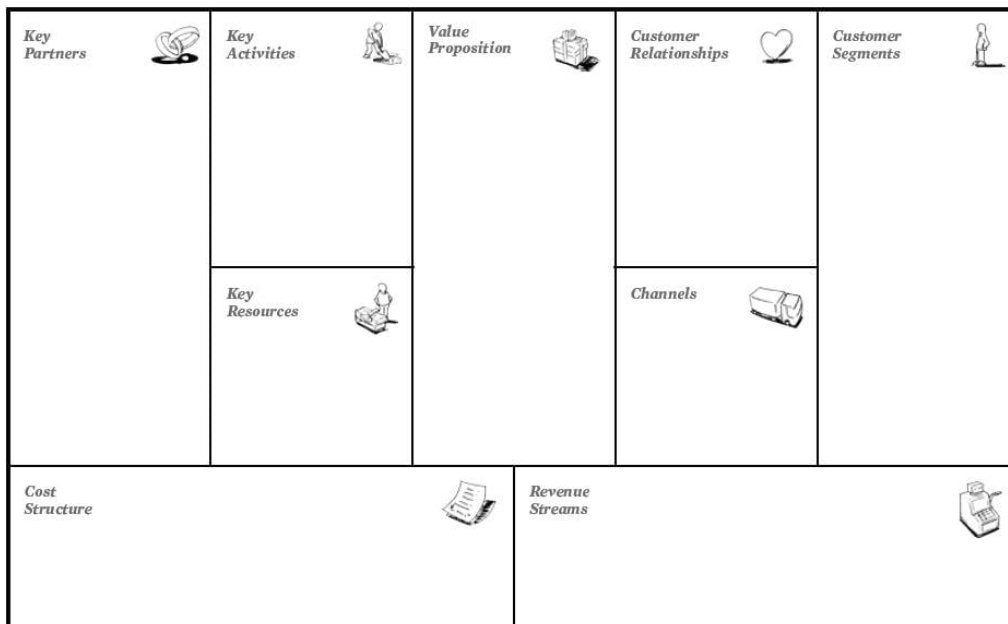 Key
Partners
Key
Activities
Value
Proposition
Customer
Relationships
Customer
Segments
Key
Resources
Channels
Cost
Structure
Revenue
Streams